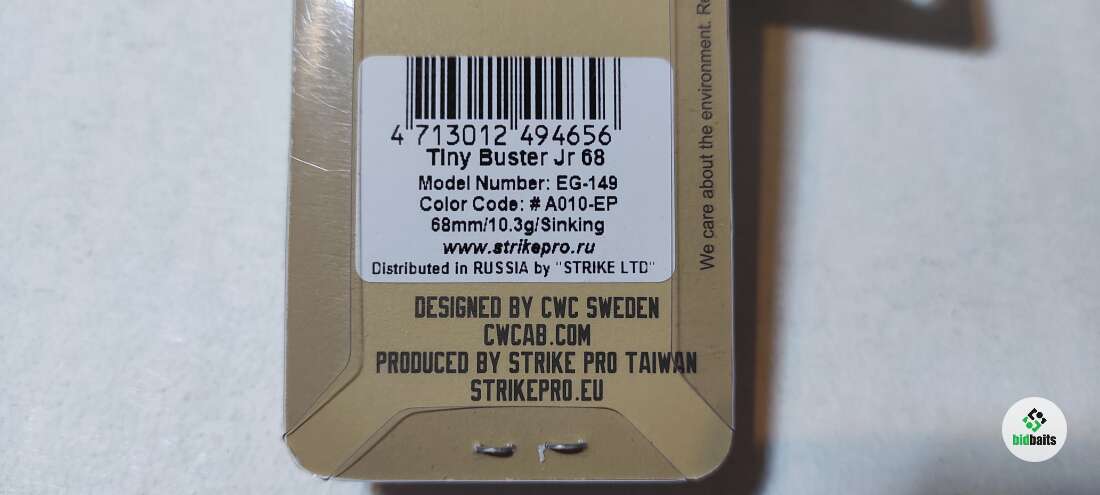 4 713012 494656
Tiny Buster Jr 68
Model Number: EG-149
Color Code: # A010-EP
68mm/10.3g/Sinking
www.strikepro.ru
Distributed in RUSSIA by "STRIKE LTD"
DESIGNED BY CWC SWEDEN
CWCAB.COM
PRODUCED BY STRIKE PRO TAIWAN
STRIKEPRO.EU
We care about the environment.
bidbaits